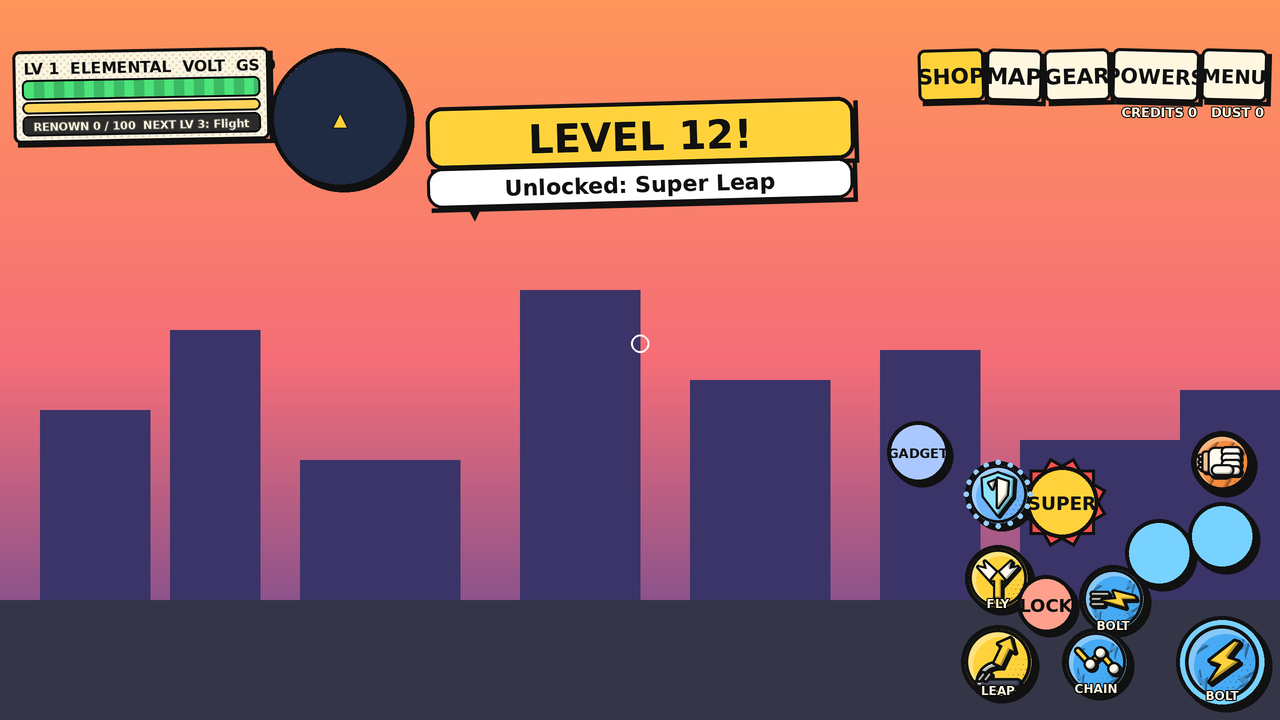 LV 1 ELEMENTAL VOLT GS
RENOWN 0 / 100 NEXT LV 3: Flight
SHOP
MAP
GEAR
POWERS
MENU
CREDITS 0 DUST 0
LEVEL 12!
Unlocked: Super Leap
GADGET
SUPER
FLY
LOCK
BOLT
LEAP
CHAIN
BOLT